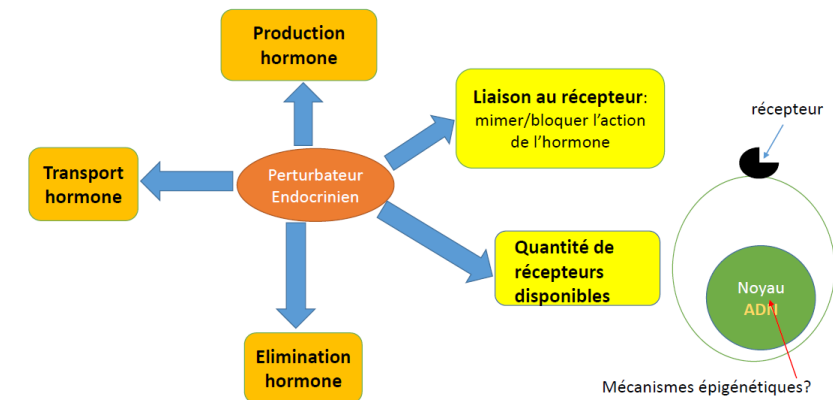 Production
hormone
Liaison au récepteur:
mimer/bloquer l'action
de l'hormone
récepteur
Transport
hormone
Perturbateur
Endocrinien
Quantité de
récepteurs
disponibles
Noyau
ADN
Elimination
hormone
Mécanismes épigénétiques?